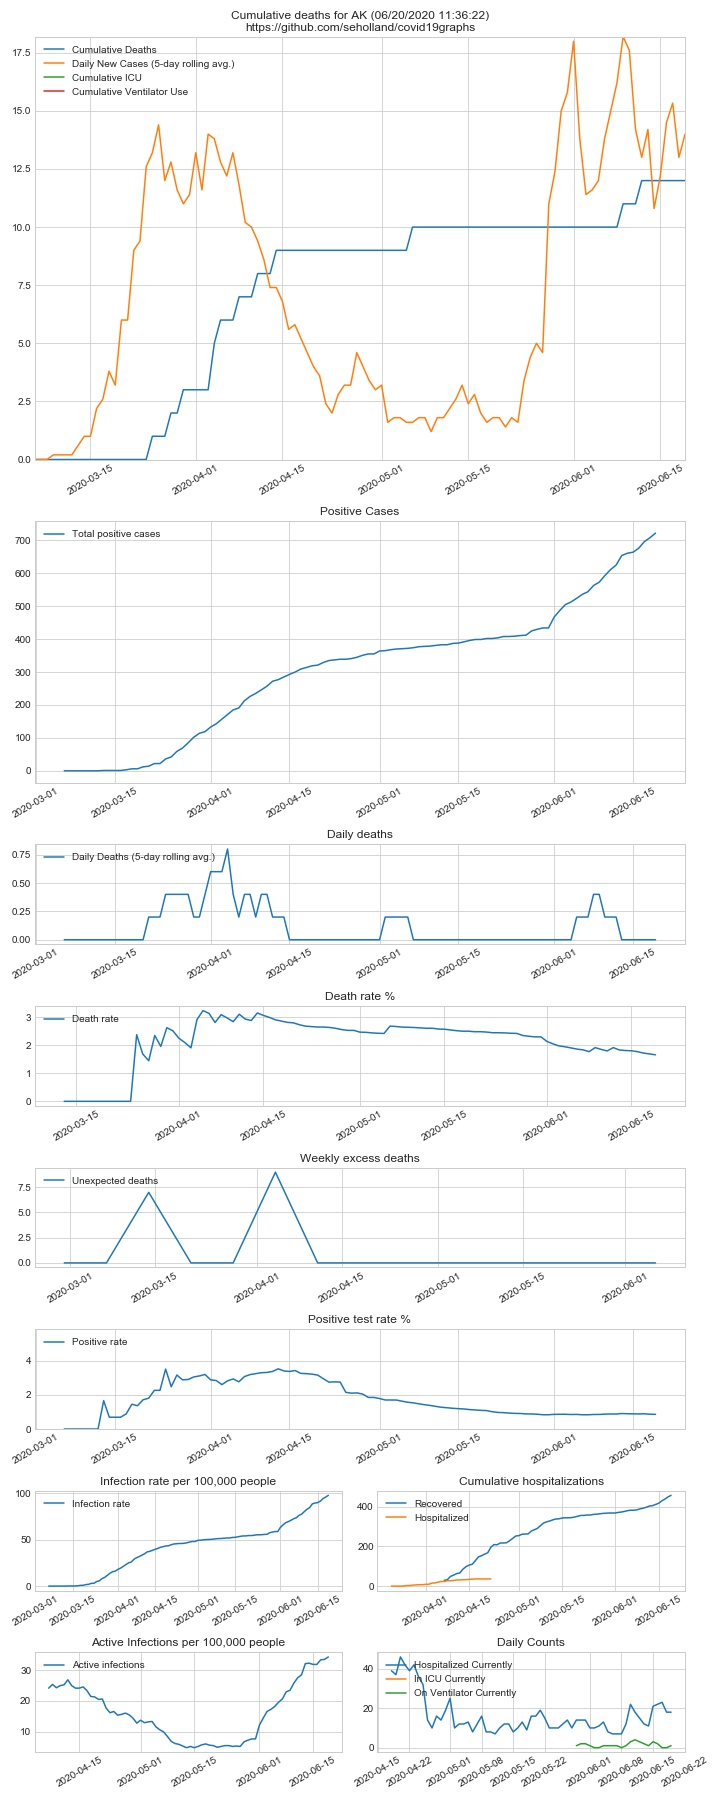 Cumulative deaths for AK (06/20/2020 11:36:22)
https://github.com/seholland/covid19graphs
Cumulative Deaths
Daily New Cases (5-day rolling avg.)
Cumulative ICU
Cumulative Ventilator Use
17.5
15.0
12.5
10.0
7.5
5.0
2.5
0.0
2020-03-15 2020-04-01 2020-04-15 2020-05-01 2020-05-15 2020-06-01 2020-06-15
Positive Cases
Total positive cases
700
600
500
400
300
200
100
0
2020-03-01 2020-03-15 2020-04-01 2020-04-15 2020-05-01 2020-05-15 2020-06-01 2020-06-15
Daily deaths
Daily Deaths (5-day rolling avg.)
0.75
0.50
0.25
0.00
2020-03-01 2020-03-15 2020-04-01 2020-04-15 2020-05-01 2020-05-15 2020-06-01 2020-06-15
Death rate %
Death rate
3
2
1
0
2020-03-15 2020-04-01 2020-04-15 2020-05-01 2020-05-15 2020-06-01 2020-06-15
Weekly excess deaths
Unexpected deaths
7.5
5.0
2.5
0.0
2020-03-01 2020-03-15 2020-04-01 2020-04-15 2020-05-01 2020-05-15 2020-06-01
Positive test rate %
Positive rate
4
2
0
2020-03-01 2020-03-15 2020-04-01 2020-04-15 2020-05-01 2020-05-15 2020-06-01 2020-06-15
Infection rate per 100,000 people
Infection rate
100
50
0
2020-03-01 2020-03-15 2020-04-01 2020-04-15 2020-05-01 2020-05-15 2020-06-01 2020-06-15
Cumulative hospitalizations
Recovered
Hospitalized
400
200
0
2020-04-01 2020-04-15 2020-05-01 2020-05-15 2020-06-01 2020-06-15
Active Infections per 100,000 people
Active infections
30
20
10
2020-04-15 2020-05-01 2020-05-15 2020-06-01 2020-06-15
Daily Counts
Hospitalized Currently
In ICU Currently
On Ventilator Currently
40
20
0
2020-04-15 2020-04-22 2020-05-01 2020-05-08 2020-05-15 2020-05-22 2020-06-01 2020-06-08 2020-06-15 2020-06-22